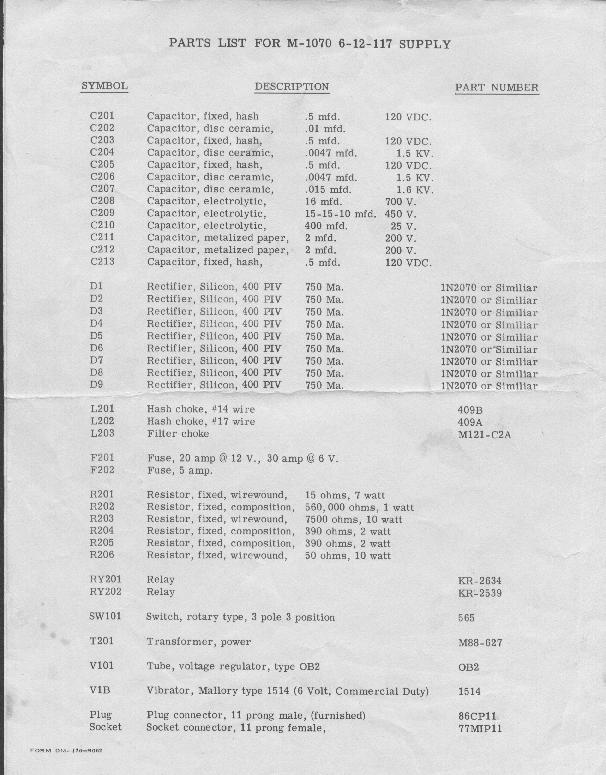 PARTS LIST FOR M-1070 6-12-117 SUPPLY
SYMBOL DESCRIPTION PART NUMBER
C201 Capacitor, fixed, hash .5 mfd. 120 VDC.
C202 Capacitor, disc ceramic, .01 mfd.
C203 Capacitor, fixed, hash, .5 mfd. 120 VDC.
C204 Capacitor, disc ceramic, .0047 mfd. 1.5 KV.
C205 Capacitor, fixed, hash, .5 mfd. 120 VDC.
C206 Capacitor, disc ceramic, .0047 mfd. 1.5 KV.
C207 Capacitor, disc ceramic, .015 mfd. 1.6 KV.
C208 Capacitor, electrolytic, 16 mfd. 700 V.
C209 Capacitor, electrolytic, 15-15-10 mfd. 450 V.
C210 Capacitor, electrolytic, 400 mfd. 25 V.
C211 Capacitor, metalized paper, 2 mfd. 200 V.
C212 Capacitor, metalized paper, 2 mfd. 200 V.
C213 Capacitor, fixed, hash, .5 mfd. 120 VDC.
D1 Rectifier, Silicon, 400 PIV 750 Ma. 1N2070 or Similiar
D2 Rectifier, Silicon, 400 PIV 750 Ma. 1N2070 or Similiar
D3 Rectifier, Silicon, 400 PIV 750 Ma. 1N2070 or Similiar
D4 Rectifier, Silicon, 400 PIV 750 Ma. 1N2070 or Similiar
D5 Rectifier, Silicon, 400 PIV 750 Ma. 1N2070 or Similiar
D6 Rectifier, Silicon, 400 PIV 750 Ma. 1N2070 or Similiar
D7 Rectifier, Silicon, 400 PIV 750 Ma. 1N2070 or Similiar
D8 Rectifier, Silicon, 400 PIV 750 Ma. 1N2070 or Similiar
D9 Rectifier, Silicon, 400 PIV 750 Ma. 1N2070 or Similiar
L201 Hash choke, #14 wire 409B
L202 Hash choke, #17 wire 409A
L203 Filter choke M121-C2A
F201 Fuse, 20 amp @ 12 V., 30 amp @ 6 V.
F202 Fuse, 5 amp.
R201 Resistor, fixed, wirewound, 15 ohms, 7 watt
R202 Resistor, fixed, composition, 560,000 ohms, 1 watt
R203 Resistor, fixed, wirewound, 7500 ohms, 10 watt
R204 Resistor, fixed, composition, 390 ohms, 2 watt
R205 Resistor, fixed, composition, 390 ohms, 2 watt
R206 Resistor, fixed, wirewound, 50 ohms, 10 watt
RY201 Relay KR-2634
RY202 Relay KR-2539
SW101 Switch, rotary type, 3 pole 3 position 565
T201 Transformer, power M88-627
V101 Tube, voltage regulator, type OB2 OB2
V1B Vibrator, Mallory type 1514 (6 Volt, Commercial Duty) 1514
Plug Plug connector, 11 prong male, (furnished) 86CP11
Socket Socket connector, 11 prong female, 77MIP11
FORM